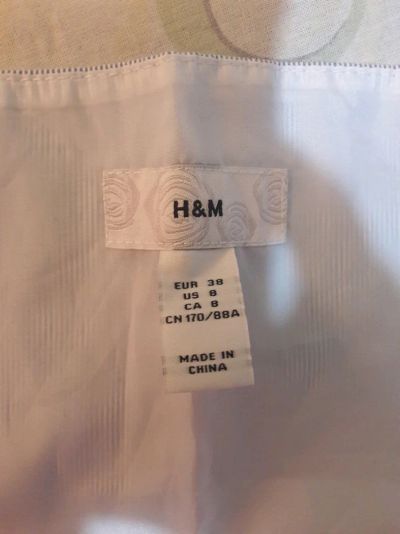 H&M
EUR 38
US 8
CA 8
CN 170/88A
MADE IN
CHINA